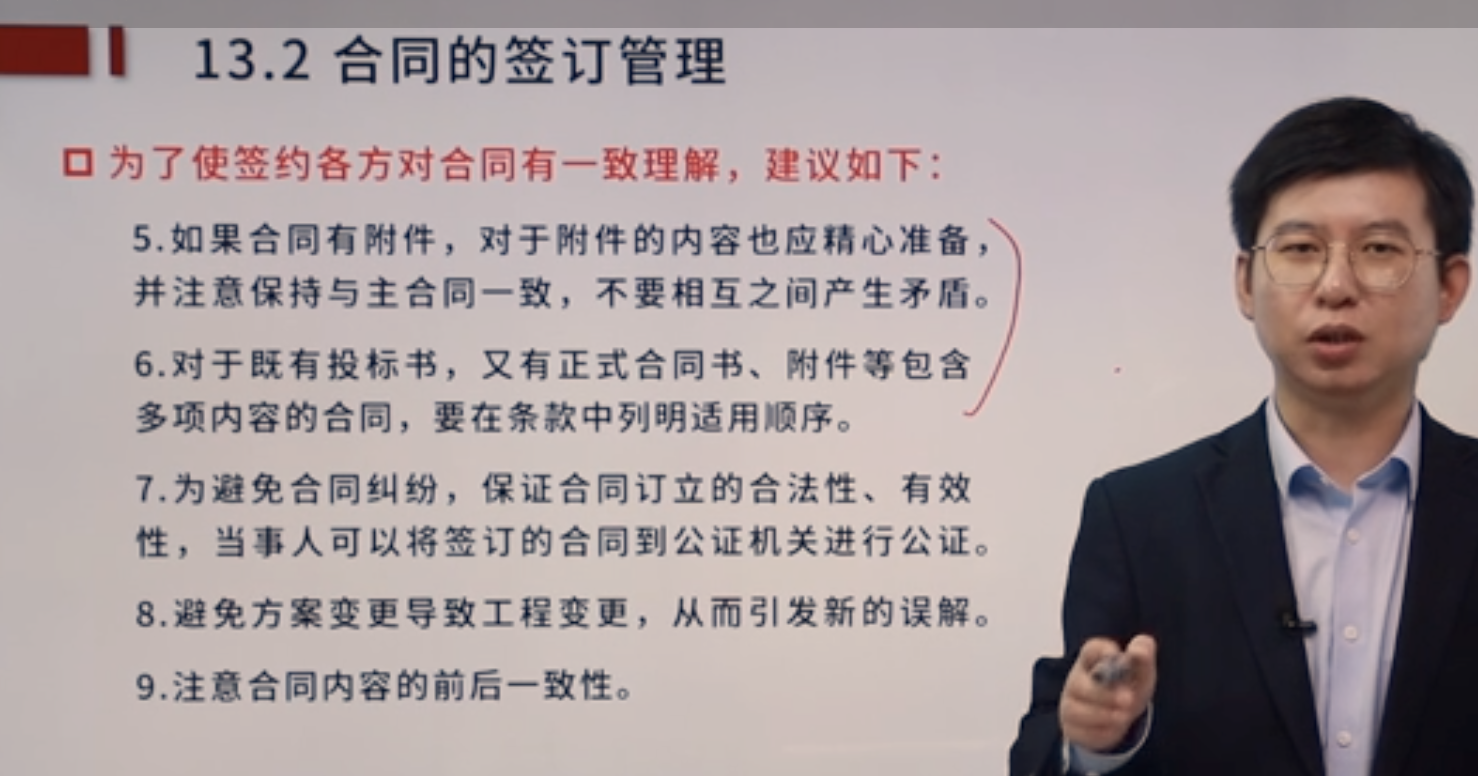 13.2 合同的签订管理
为了使签约各方对合同有一致理解，建议如下：
5.如果合同有附件，对于附件的内容也应精心准备，
并注意保持与主合同一致，不要相互之间产生矛盾。
6.对于既有投标书，又有正式合同书、附件等包含
多项内容的合同，要在条款中列明适用顺序。
7.为避免合同纠纷，保证合同订立的合法性、有效
性，当事人可以将签订的合同到公证机关进行公证。
8.避免方案变更导致工程变更，从而引发新的误解。
9.注意合同内容的前后一致性。